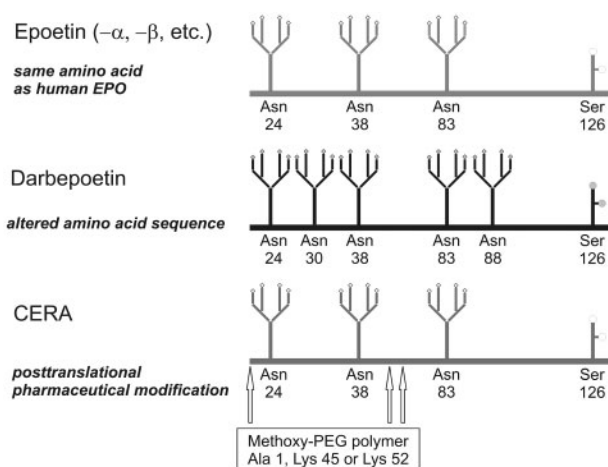 Epoetin (−α, −β, etc.)
same amino acid
as human EPO
Asn Asn Asn Ser
24 38 83 126
Darbepoetin
altered amino acid sequence
Asn Asn Asn Asn Asn Ser
24 30 38 83 88 126
CERA
posttranslational
pharmaceutical modification
Asn Asn Asn Ser
24 38 83 126
Methoxy-PEG polymer
Ala 1, Lys 45 or Lys 52